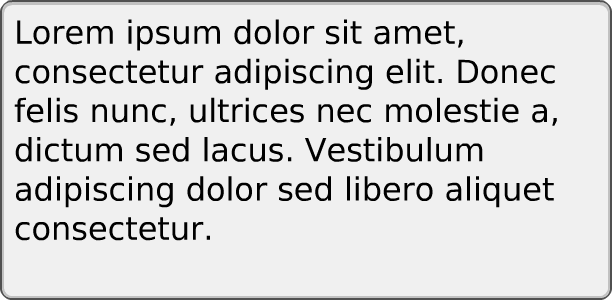 Lorem ipsum dolor sit amet,
consectetur adipiscing elit. Donec
felis nunc, ultrices nec molestie a,
dictum sed lacus. Vestibulum
adipiscing dolor sed libero aliquet
consectetur.